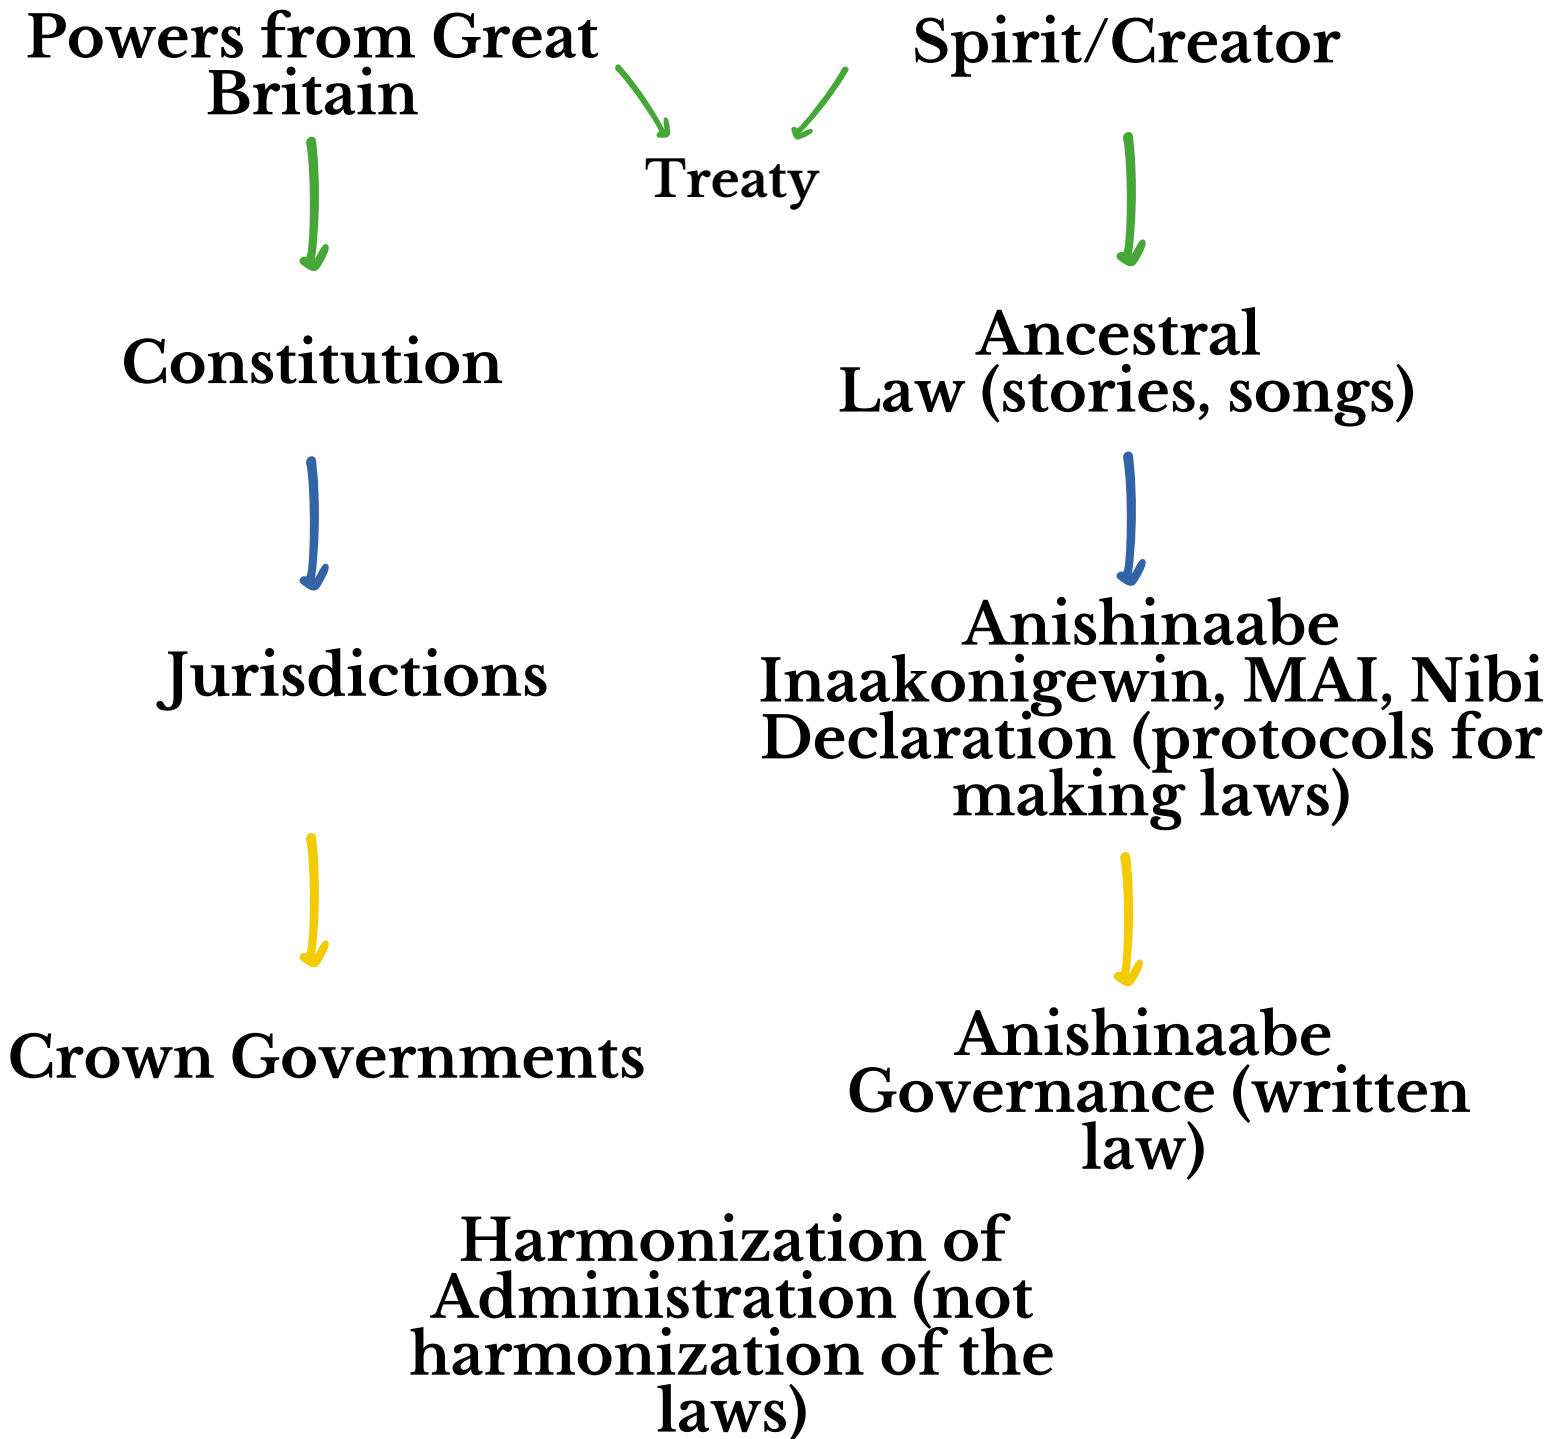 Powers from Great
Britain
Spirit/Creator
Treaty
Constitution
Ancestral
Law (stories, songs)
Jurisdictions
Anishinaabe
Inaakonigewin, MAI, Nibi
Declaration (protocols for
making laws)
Crown Governments
Anishinaabe
Governance (written
law)
Harmonization of
Administration (not
harmonization of the
laws)